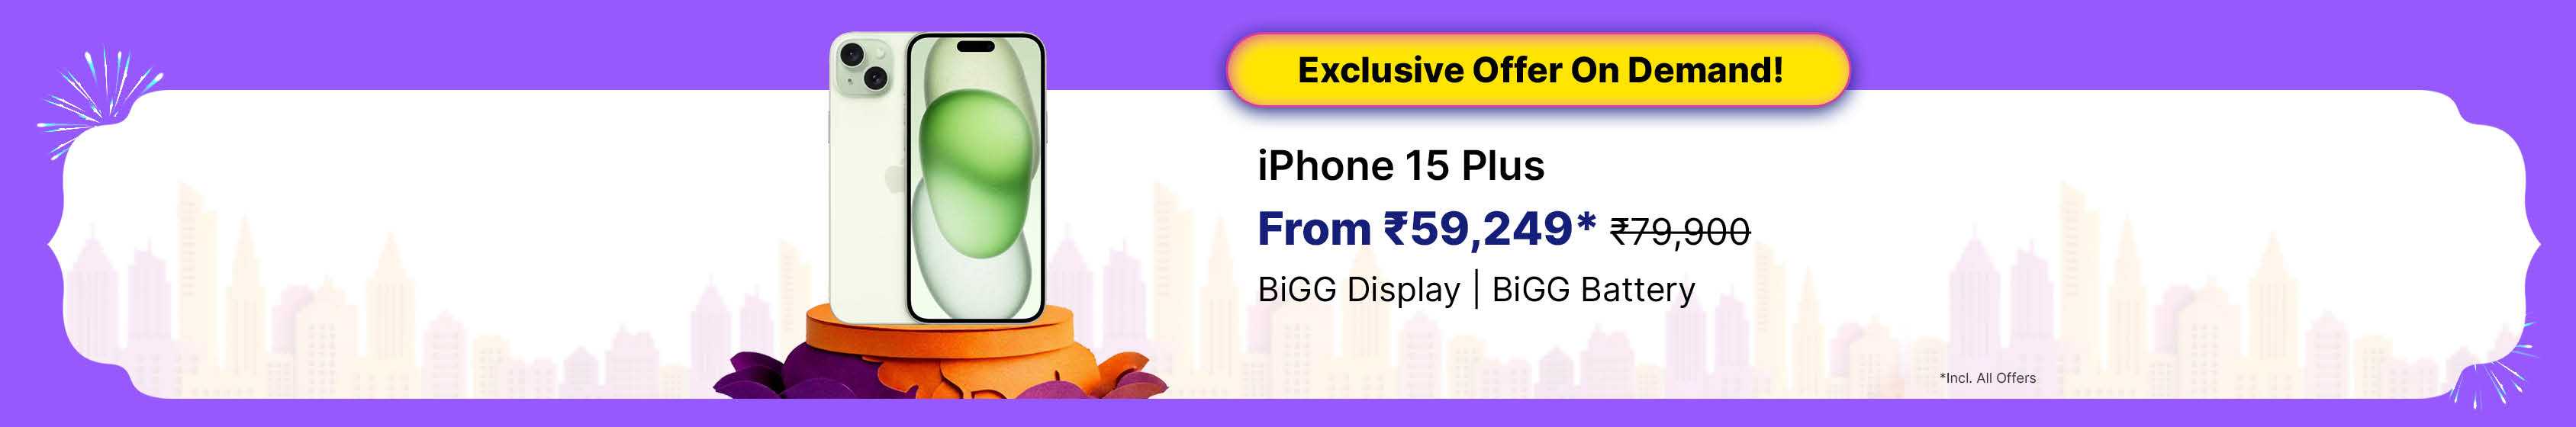 Exclusive Offer On Demand!
iPhone 15 Plus
From ₹59,249* ₹79,900
BiGG Display | BiGG Battery
*Incl. All Offers